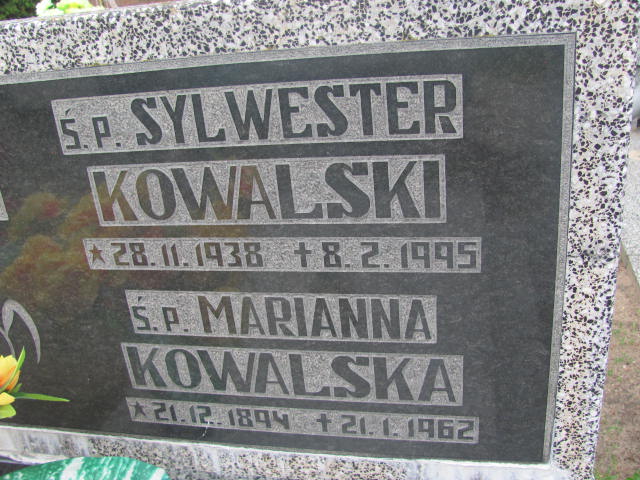 Ś.P. SYLWESTER
KOWALSKI
*28.11.1938 +8.2.1995
Ś.P. MARIANNA
KOWALSKA
*21.12.1894 +21.1.1962